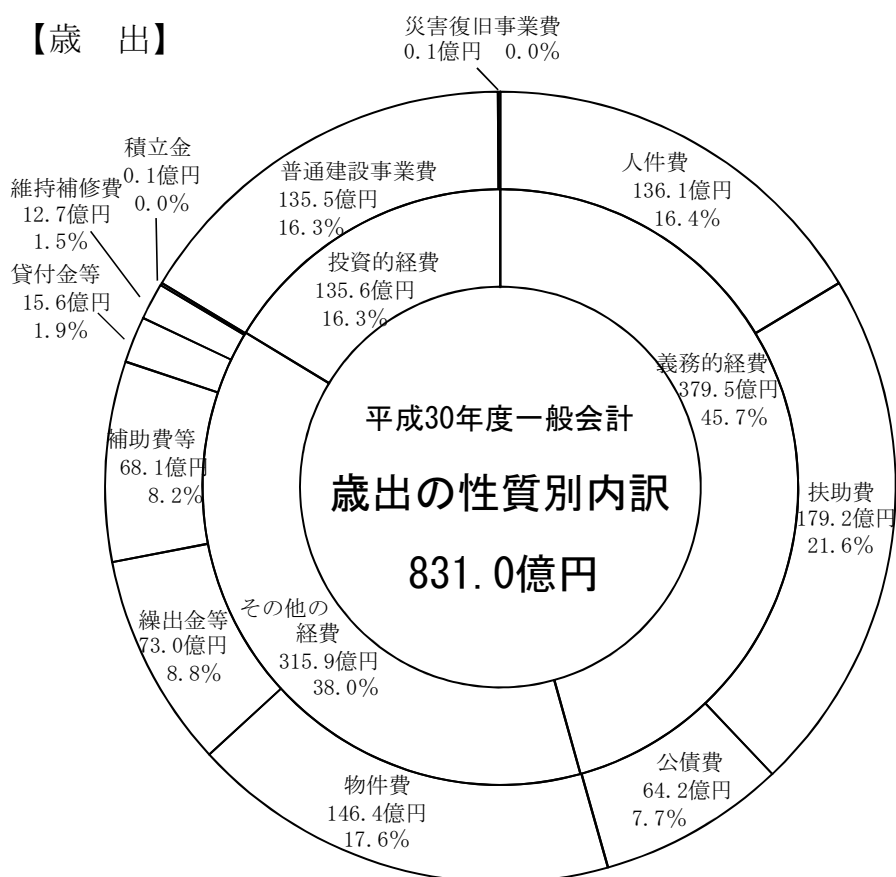 【歳　出】
災害復旧事業費
0.1億円　0.0%
人件費
136.1億円
16.4%
義務的経費
379.5億円
45.7%
扶助費
179.2億円
21.6%
公債費
64.2億円
7.7%
物件費
146.4億円
17.6%
その他の
経費
315.9億円
38.0%
繰出金等
73.0億円
8.8%
補助費等
68.1億円
8.2%
貸付金等
15.6億円
1.9%
維持補修費
12.7億円
1.5%
積立金
0.1億円
0.0%
普通建設事業費
135.5億円
16.3%
投資的経費
135.6億円
16.3%
平成30年度一般会計
歳出の性質別内訳
831.0億円